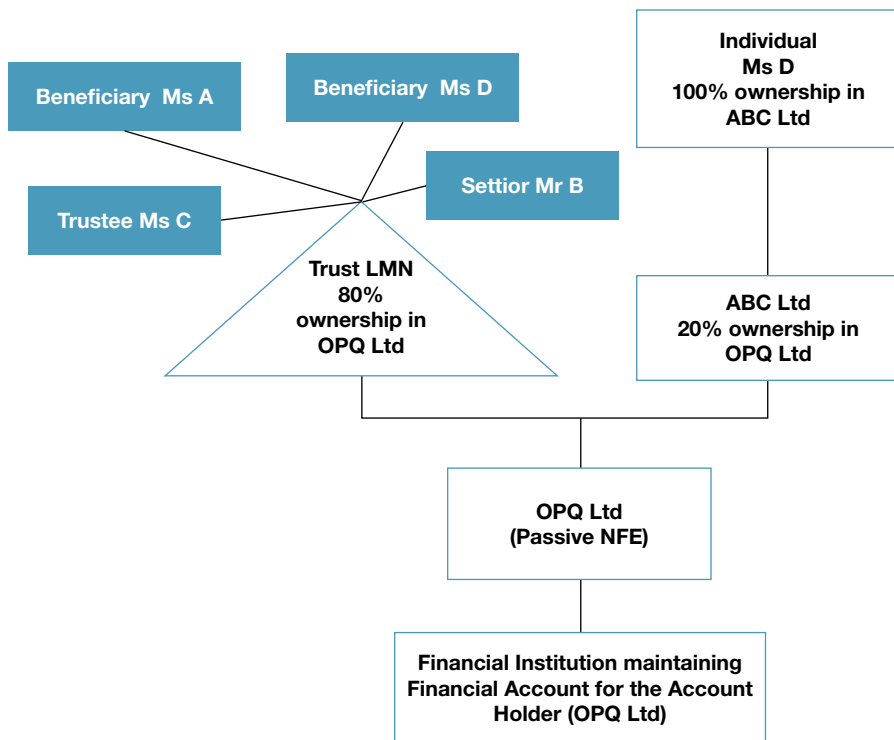 Beneficiary Ms A
Beneficiary Ms D
Individual
Ms D
100% ownership in
ABC Ltd
Trustee Ms C
Settior Mr B
Trust LMN
80%
ownership in
OPQ Ltd
ABC Ltd
20% ownership in
OPQ Ltd
OPQ Ltd
(Passive NFE)
Financial Institution maintaining
Financial Account for the Account
Holder (OPQ Ltd)